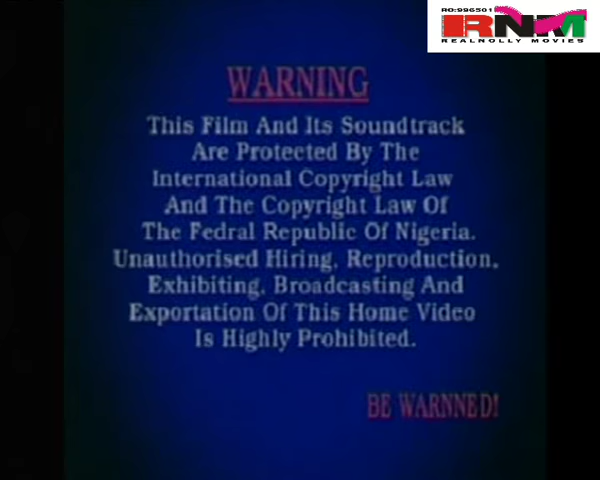 RO:996501
RNM
REALNOLLY MOVIES
WARNING
This Film And Its Soundtrack
Are Protected By The
International Copyright Law
And The Copyright Law Of
The Fedral Republic Of Nigeria.
Unauthorised Hiring, Reproduction,
Exhibiting, Broadcasting And
Exportation Of This Home Video
Is Highly Prohibited.
BE WARNNED!